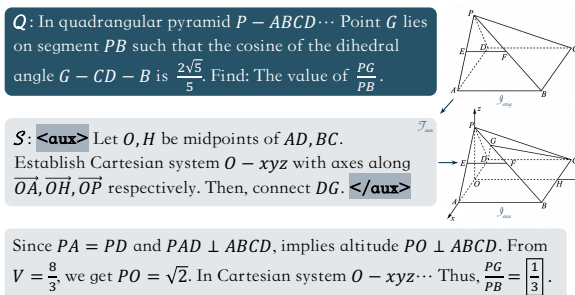 Q: In quadrangular pyramid P − ABCD⋯ Point G lies
on segment PB such that the cosine of the dihedral
angle G − CD − B is 2√5/5. Find: The value of PG/PB.
P
E
D
F
C
A
B
S: <aux> Let O, H be midpoints of AD, BC.
Establish Cartesian system O − xyz with axes along
OA, OH, OP respectively. Then, connect DG. </aux>
z
P
G
E
D
F
C
O
H
y
A
B
x
Since PA = PD and PAD ⊥ ABCD, implies altitude PO ⊥ ABCD. From
V = 8/3, we get PO = √2. In Cartesian system O − xyz⋯ Thus, PG/PB = 1/3.